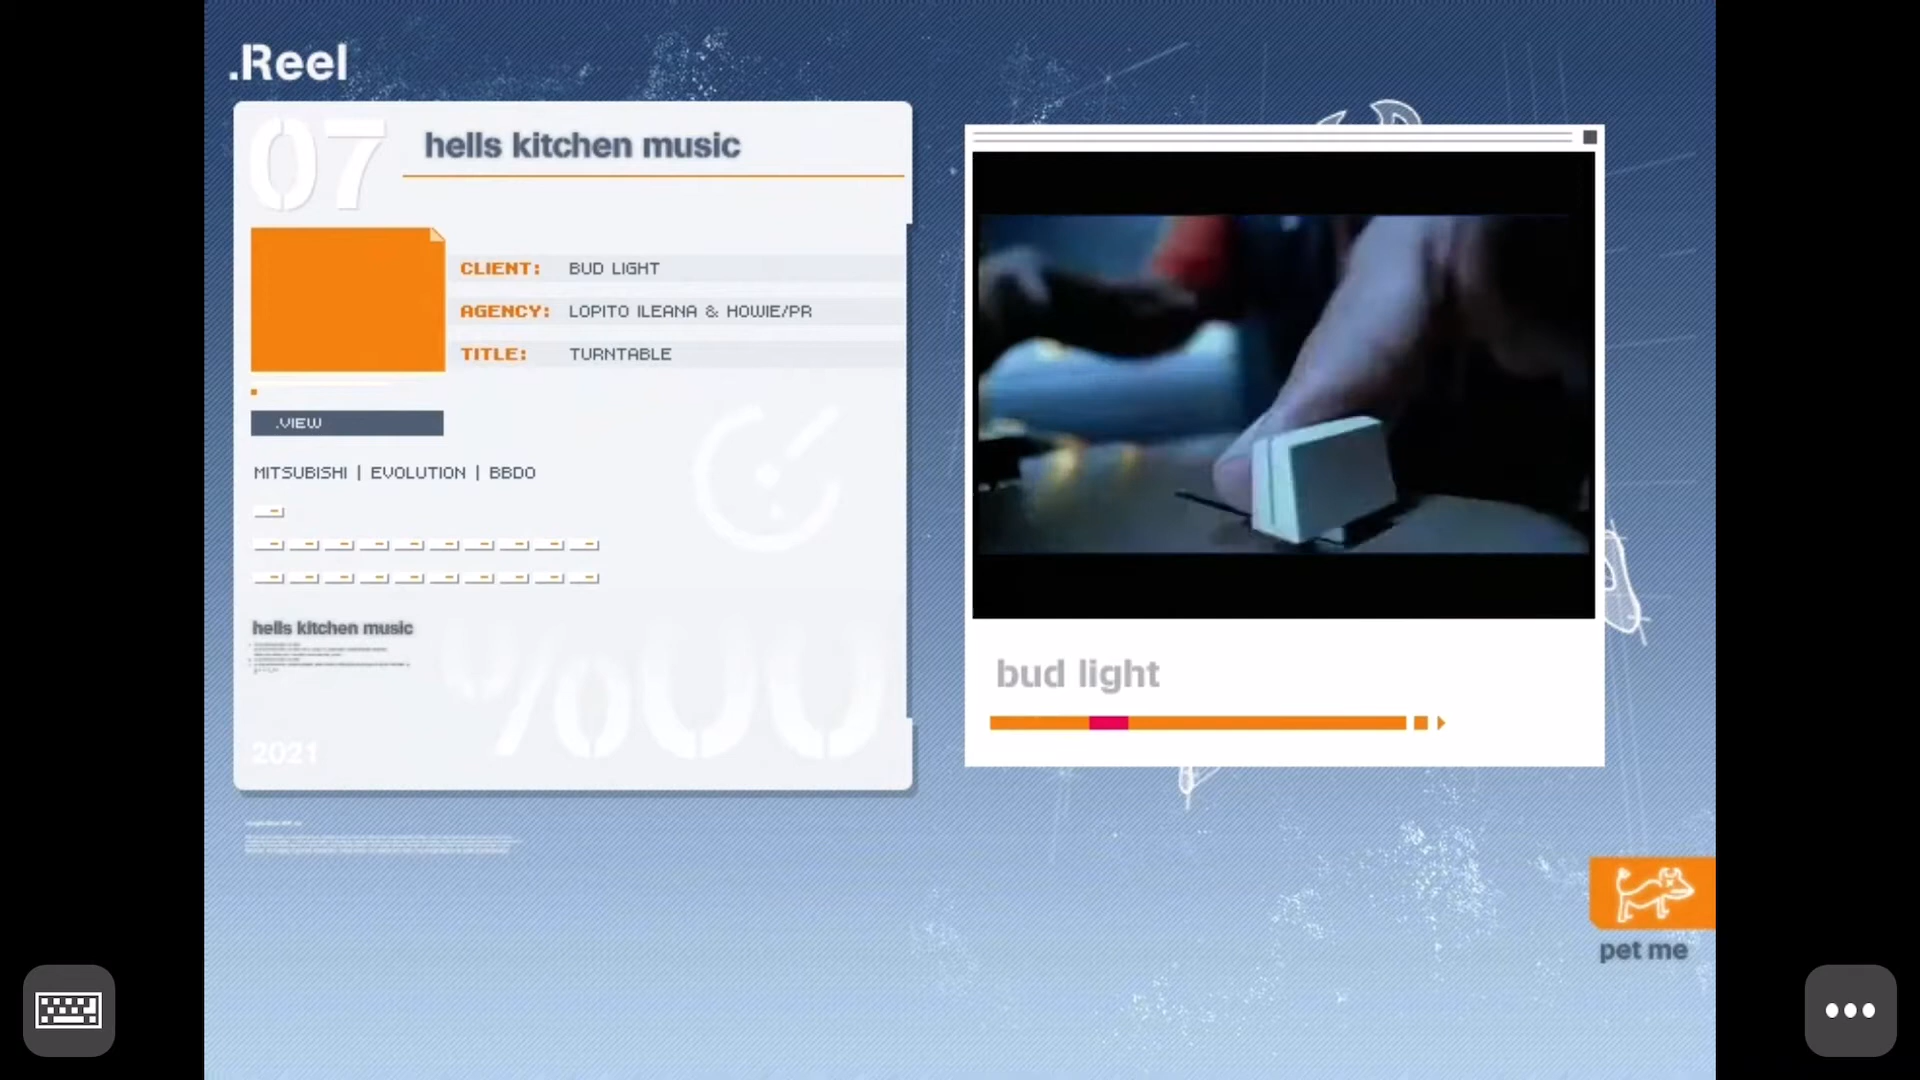 .Reel
07
hells kitchen music
CLIENT: BUD LIGHT
AGENCY: LOPITO ILEANA & HOWIE/PR
TITLE: TURNTABLE
.VIEW
MITSUBISHI | EVOLUTION | BBDO
hells kitchen music
%00
2021
bud light
pet me